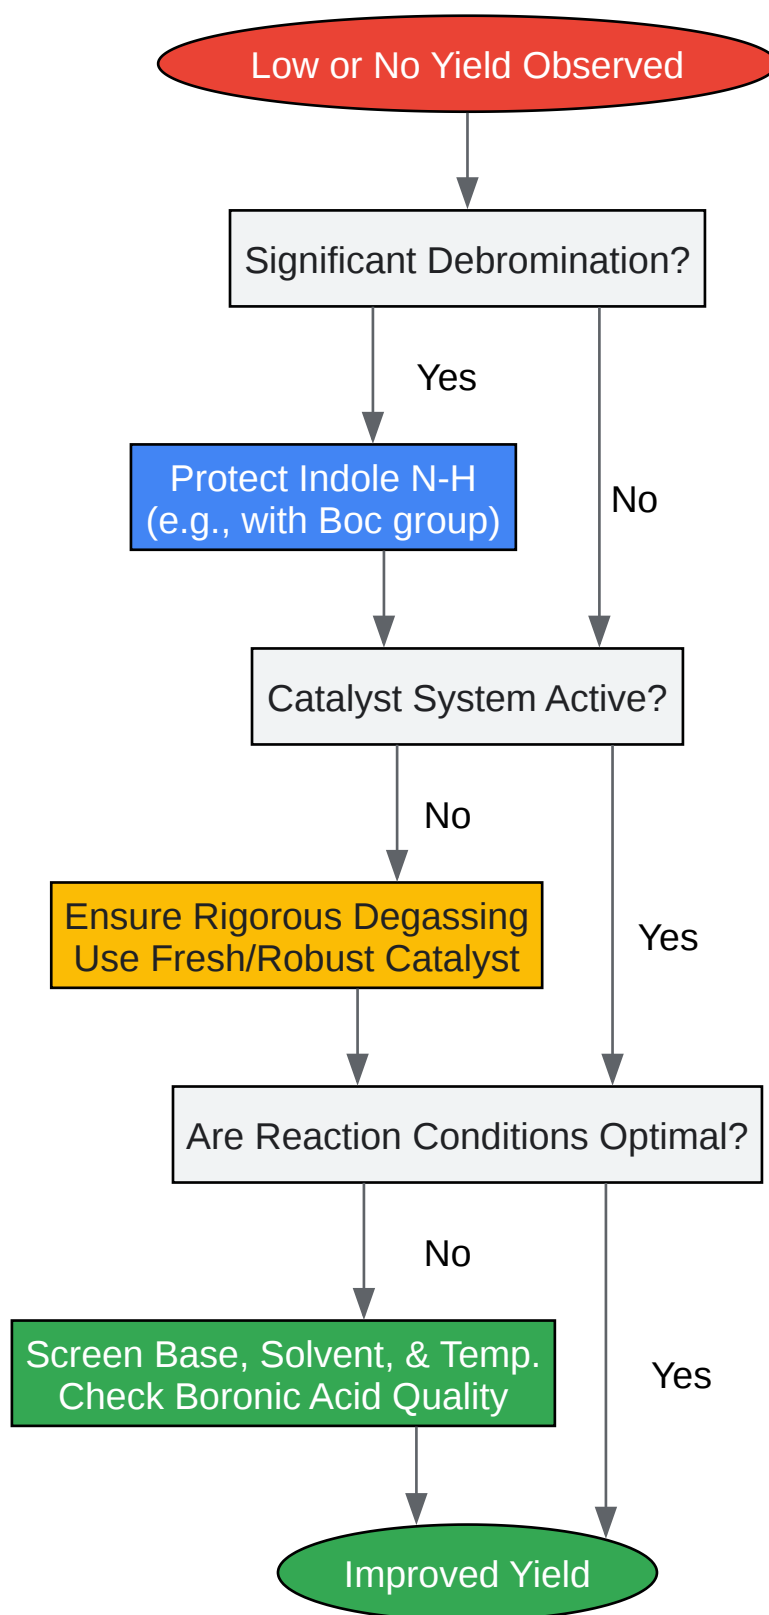 Low or No Yield Observed
Significant Debromination?
Yes
Protect Indole N-H
(e.g., with Boc group)
No
Catalyst System Active?
No
Ensure Rigorous Degassing
Use Fresh/Robust Catalyst
Yes
Are Reaction Conditions Optimal?
No
Screen Base, Solvent, & Temp.
Check Boronic Acid Quality
Yes
Improved Yield